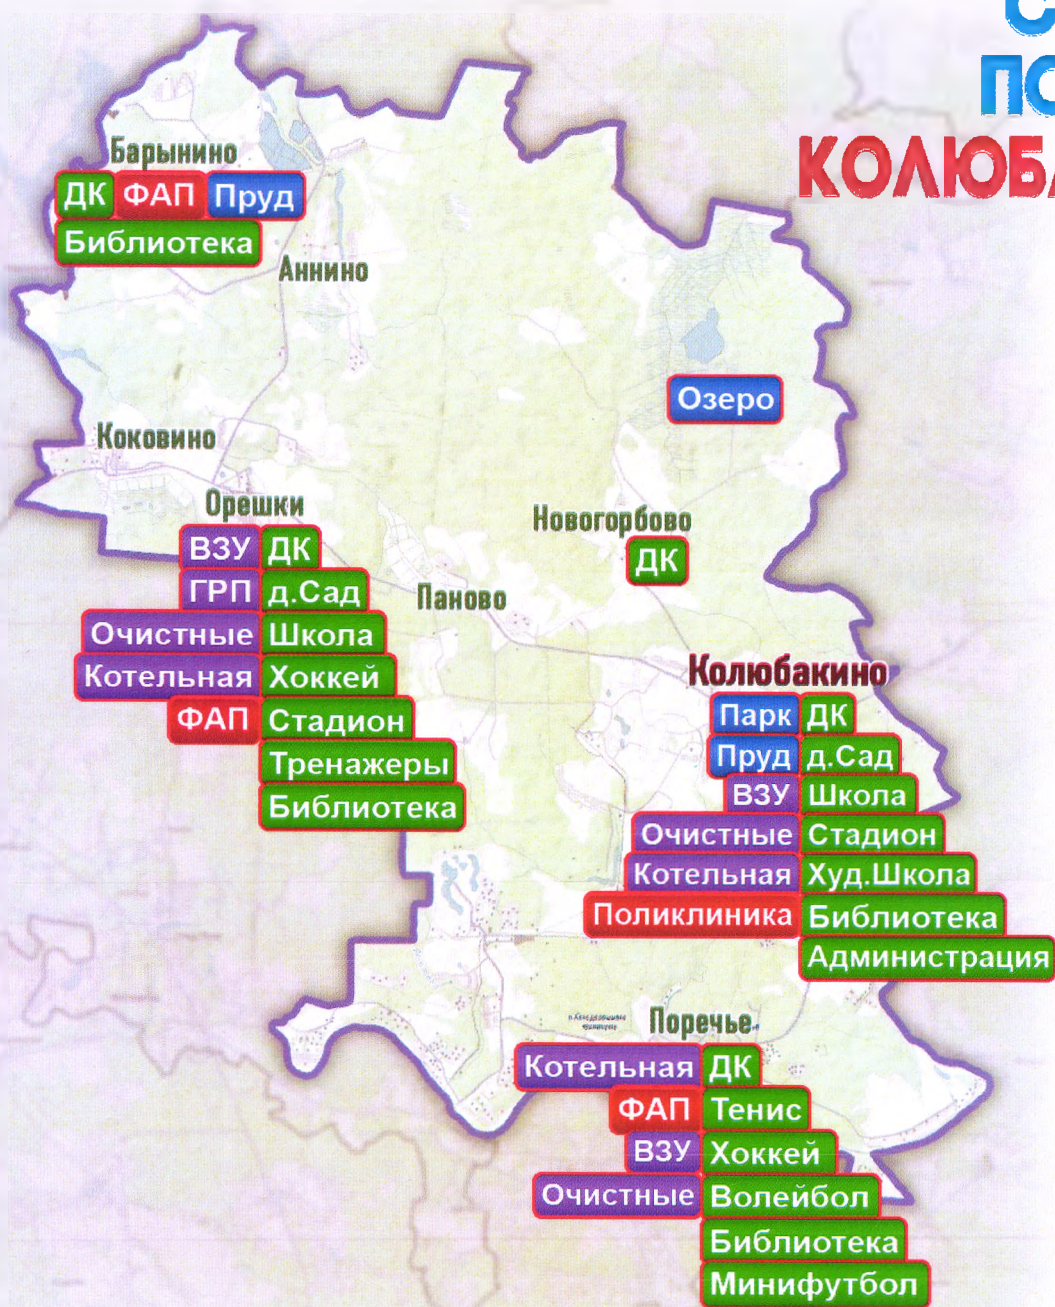 С
ПО
КОЛЮБА
Барынино
ДК ФАП Пруд
Библиотека
Аннино
Озеро
Коковино
Орешки
ВЗУ ДК
ГРП д.Сад
Очистные Школа
Котельная Хоккей
ФАП Стадион
Тренажеры
Библиотека
Новогорбово
ДК
Паново
Колюбакино
Парк ДК
Пруд д.Сад
ВЗУ Школа
Очистные Стадион
Котельная Худ.Школа
Поликлиника Библиотека
Администрация
Поречье
Котельная ДК
ФАП Тенис
ВЗУ Хоккей
Очистные Волейбол
Библиотека
Минифутбол